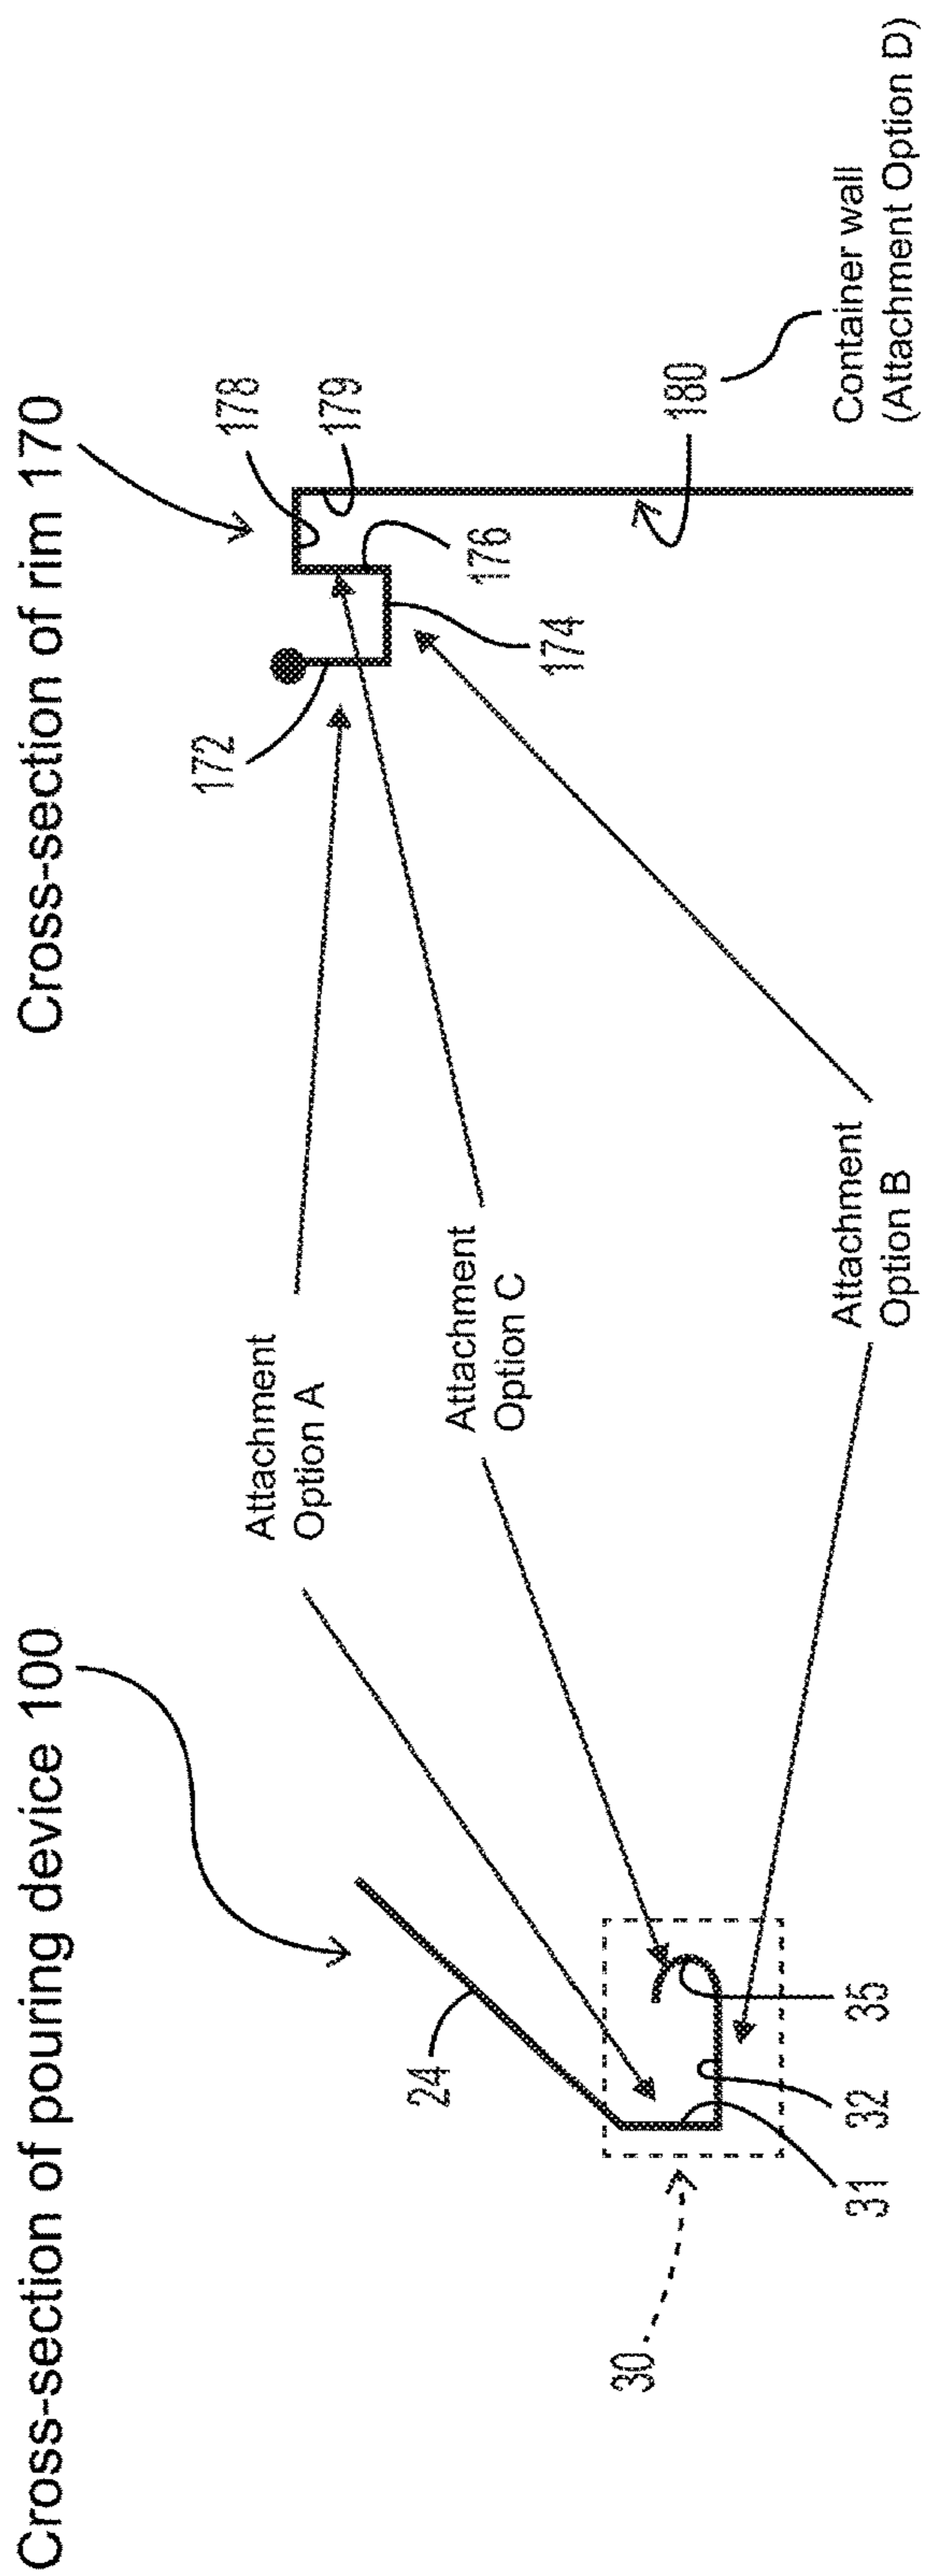 Cross-section of pouring device 100
Cross-section of rim 170
24
30
31
32
35
Attachment
Option A
Attachment
Option C
Attachment
Option B
172
174
176
178
179
180
Container wall
(Attachment Option D)